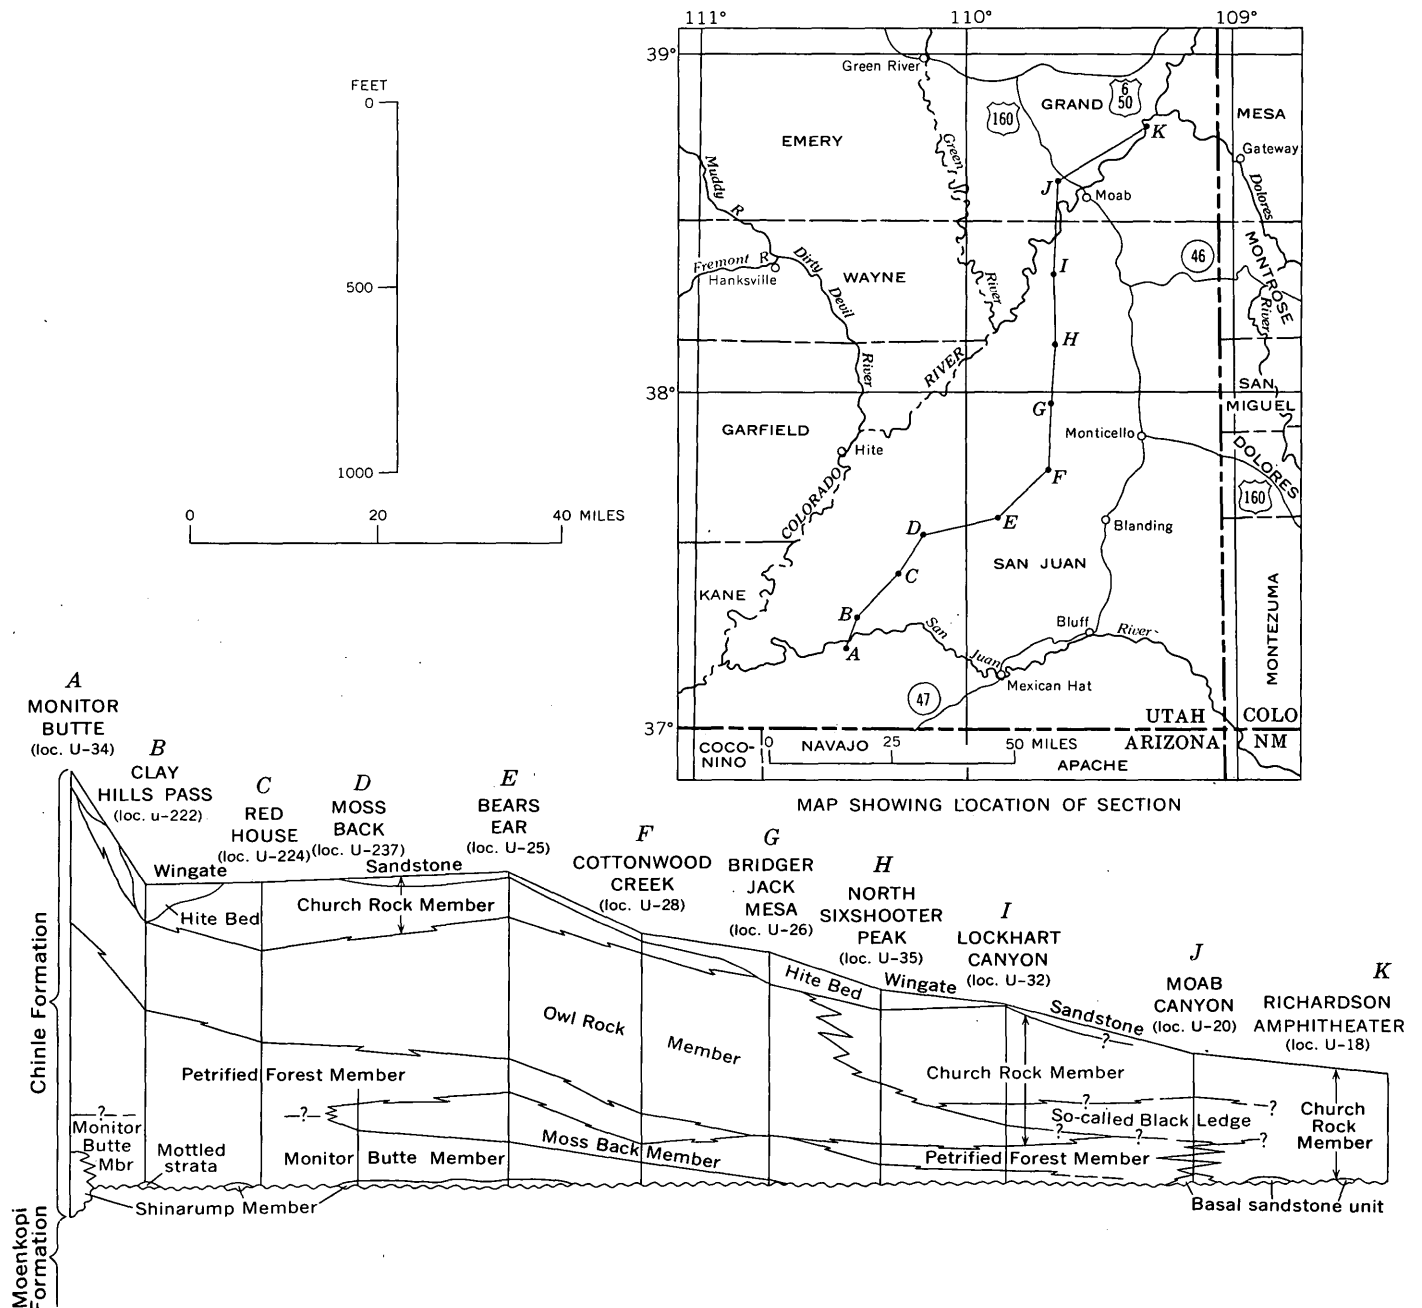 111°
110°
109°
39°
Green River
6
50
160
GRAND
K
MESA
EMERY
Green
Gateway
Muddy R
J
Moab
Dolores
Fremont R
Hanksville
Dirty
Devil
River
WAYNE
River
I
46
MONTROSE
River
H
RIVER
38°
SAN
MIGUEL
G
GARFIELD
Monticello
Hite
DOLORES
160
F
COLORADO
D
E
Blanding
C
SAN JUAN
KANE
B
Bluff
River
San
Juan
A
MONTEZUMA
Mexican Hat
47
UTAH
COLO
37°
ARIZONA
NM
COCO-
NINO
0
NAVAJO
25
50 MILES
APACHE
MAP SHOWING LOCATION OF SECTION
FEET
0
500
1000
0
20
40 MILES
A
MONITOR
BUTTE
(loc. U-34)
B
CLAY
HILLS PASS
(loc. u-222)
C
RED
HOUSE
(loc. U-224)
D
MOSS
BACK
(loc. U-237)
E
BEARS
EAR
(loc. U-25)
F
COTTONWOOD
CREEK
(loc. U-28)
G
BRIDGER
JACK
MESA
(loc. U-26)
H
NORTH
SIXSHOOTER
PEAK
(loc. U-35)
I
LOCKHART
CANYON
(loc. U-32)
J
MOAB
CANYON
(loc. U-20)
K
RICHARDSON
AMPHITHEATER
(loc. U-18)
Wingate
Sandstone
Hite Bed
Church Rock Member
Hite Bed
Wingate
Sandstone
?
Owl Rock
Member
Church Rock Member
Petrified Forest Member
?
?
?
So-called Black Ledge
?
?
?
?
Church
Rock
Member
Monitor
Butte
Mbr
Mottled
strata
Monitor Butte Member
Moss Back Member
Petrified Forest Member
Shinarump Member
Basal sandstone unit
Chinle Formation
Moenkopi
Formation